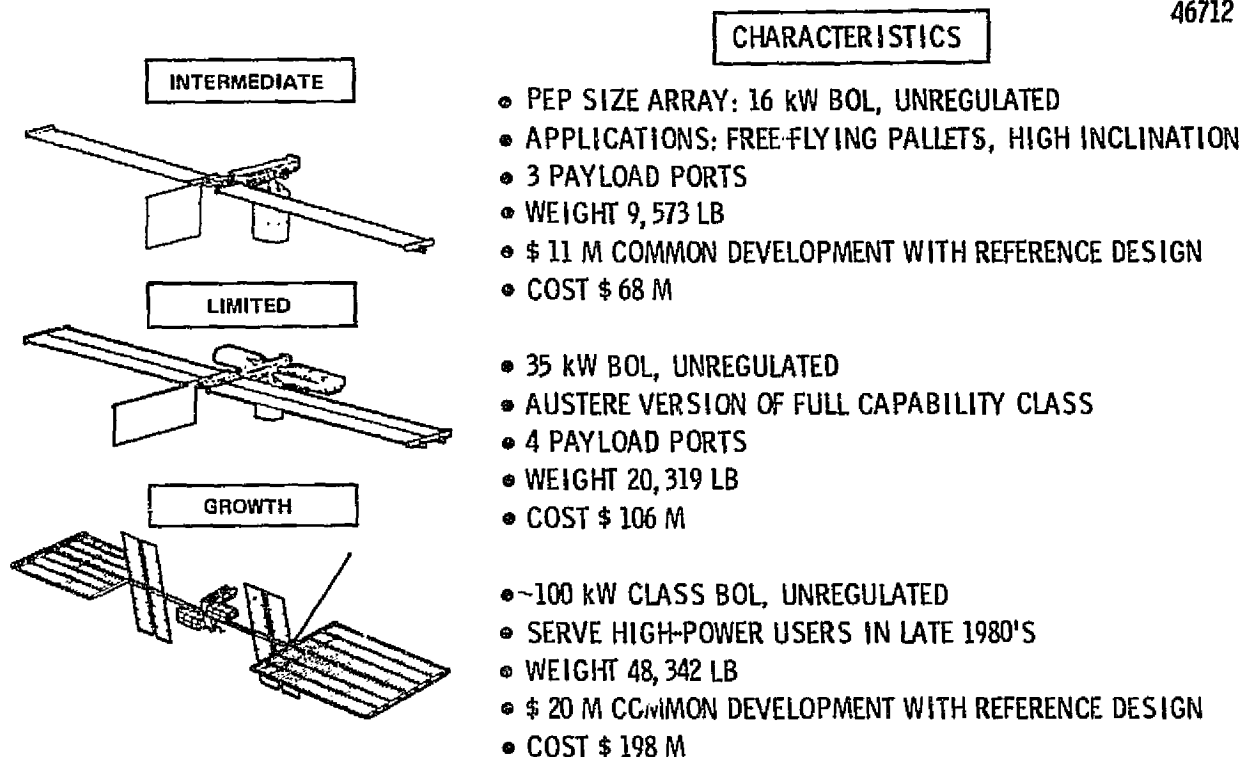 46712
CHARACTERISTICS
INTERMEDIATE
• PEP SIZE ARRAY: 16 kW BOL, UNREGULATED
• APPLICATIONS: FREE-FLYING PALLETS, HIGH INCLINATION
• 3 PAYLOAD PORTS
• WEIGHT 9,573 LB
• $ 11 M COMMON DEVELOPMENT WITH REFERENCE DESIGN
• COST $ 68 M
LIMITED
• 35 kW BOL, UNREGULATED
• AUSTERE VERSION OF FULL CAPABILITY CLASS
• 4 PAYLOAD PORTS
• WEIGHT 20,319 LB
• COST $ 106 M
GROWTH
• ~100 kW CLASS BOL, UNREGULATED
• SERVE HIGH-POWER USERS IN LATE 1980'S
• WEIGHT 48,342 LB
• $ 20 M COMMON DEVELOPMENT WITH REFERENCE DESIGN
• COST $ 198 M